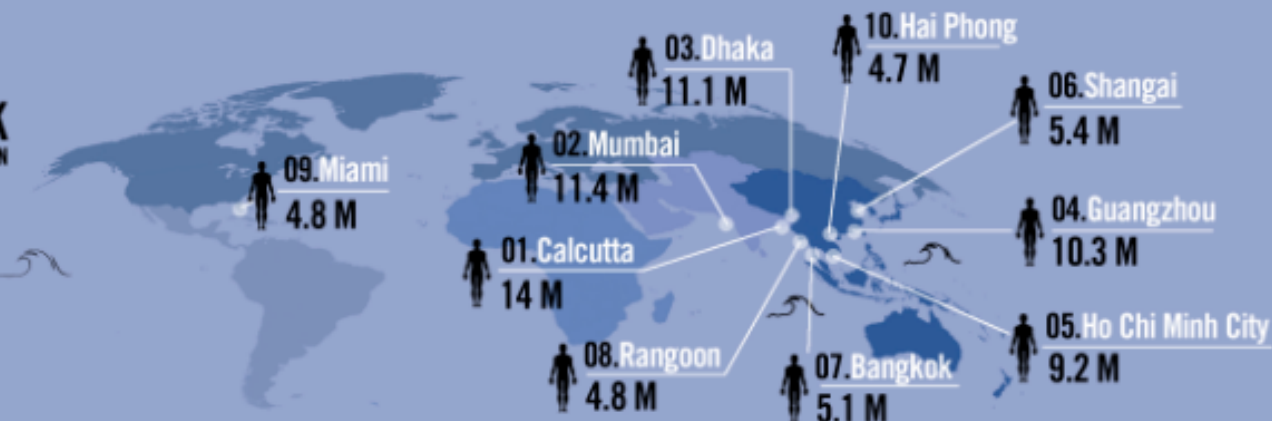 03.Dhaka
11.1 M
10.Hai Phong
4.7 M
06.Shangai
5.4 M
02.Mumbai
11.4 M
09.Miami
4.8 M
01.Calcutta
14 M
04.Guangzhou
10.3 M
05.Ho Chi Minh City
9.2 M
08.Rangoon
4.8 M
07.Bangkok
5.1 M